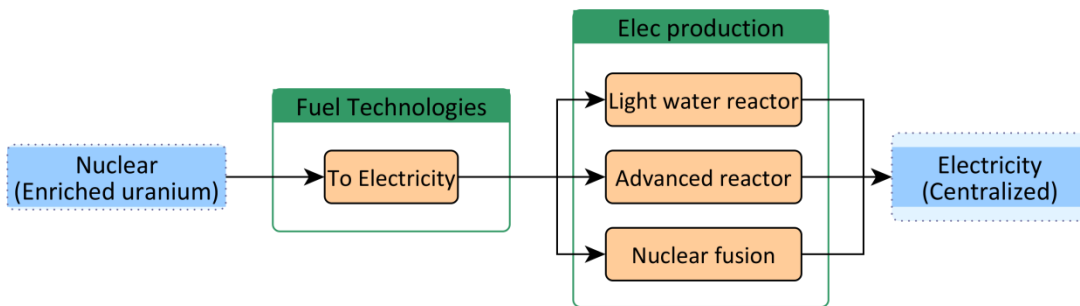 Elec production
Fuel Technologies
Light water reactor
Nuclear
(Enriched uranium)
To Electricity
Advanced reactor
Electricity
(Centralized)
Nuclear fusion